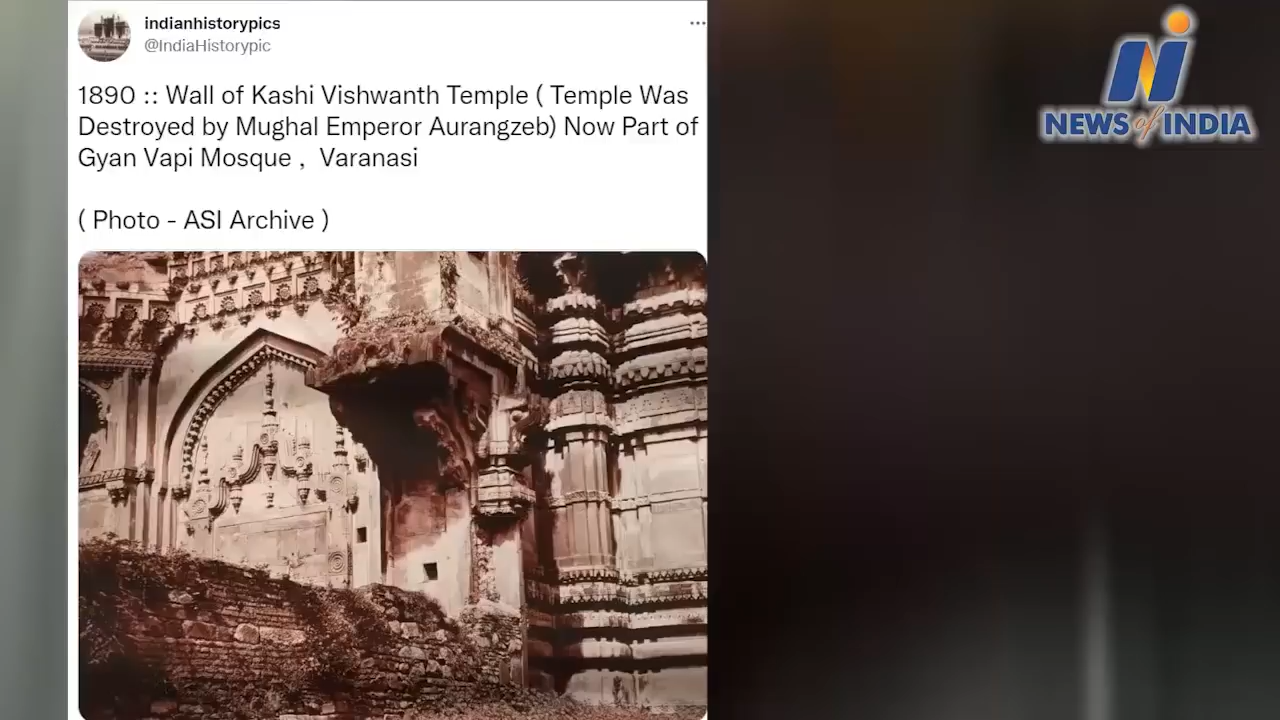 indianhistorypics
@IndiaHistorypic
1890 :: Wall of Kashi Vishwanth Temple ( Temple Was
Destroyed by Mughal Emperor Aurangzeb) Now Part of
Gyan Vapi Mosque ,  Varanasi
( Photo - ASI Archive )
NEWS of INDIA